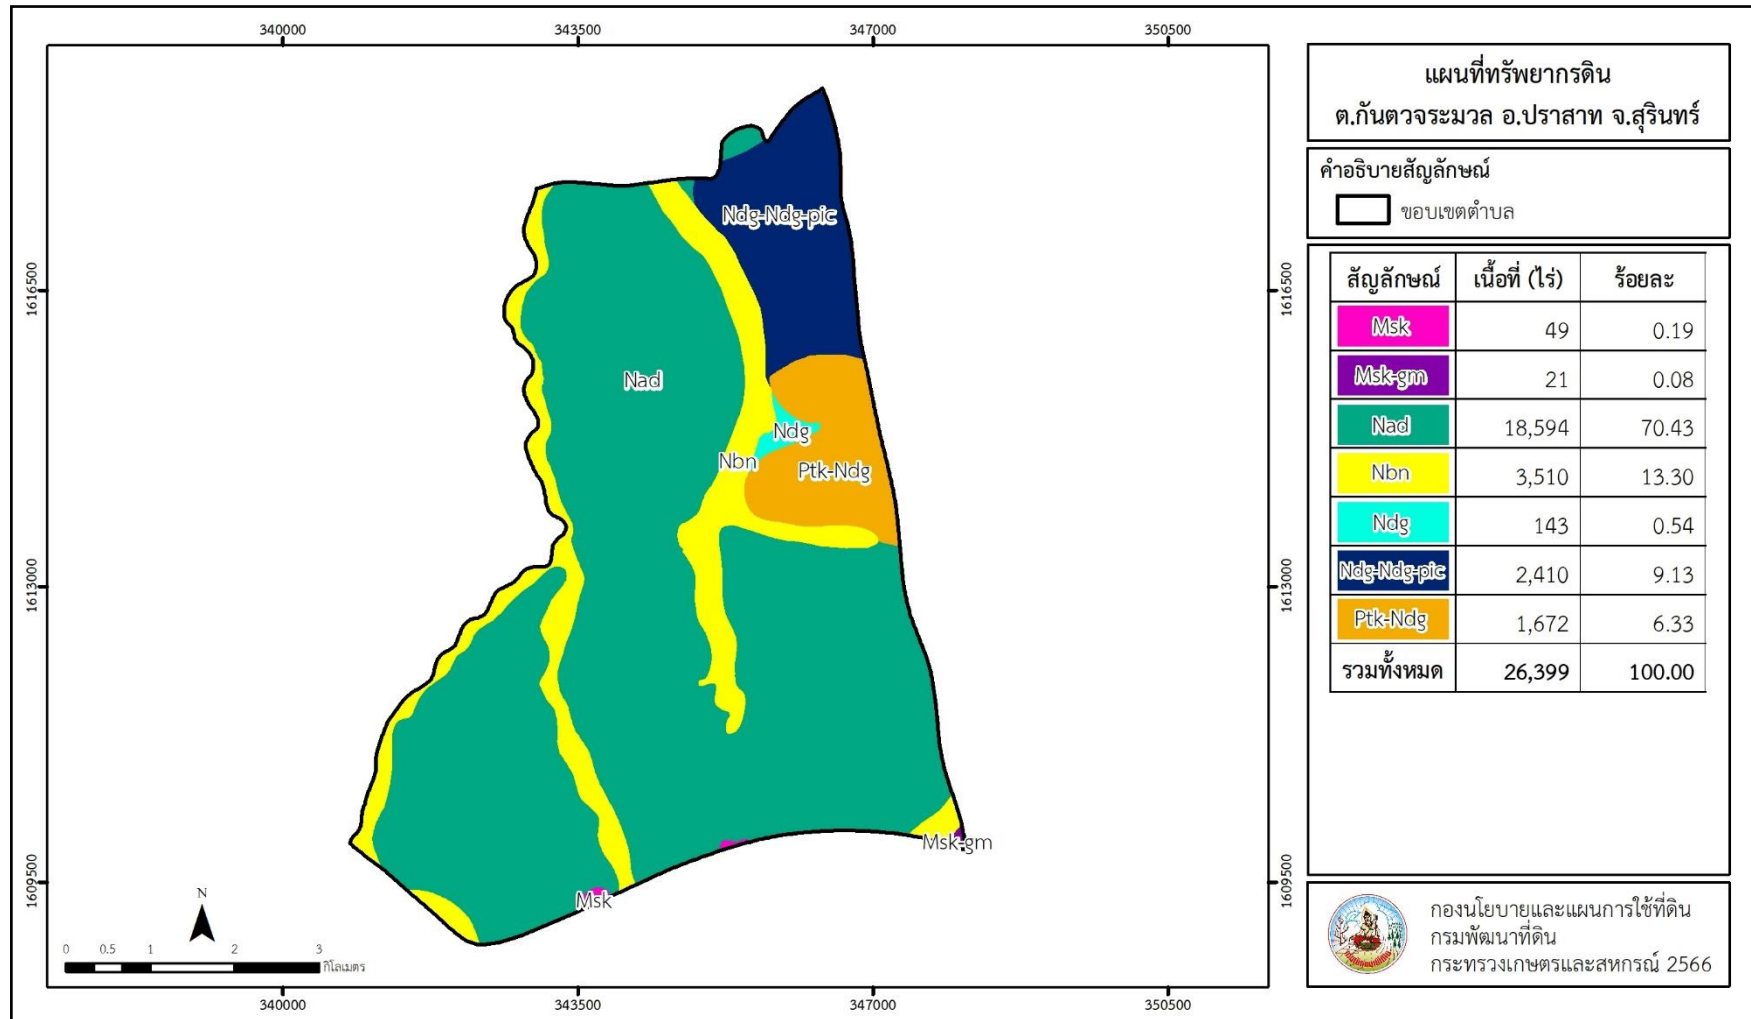 340000 343500 347000 350500
แผนที่ทรัพยากรดิน
ต.กันตวจระมวล อ.ปราสาท จ.สุรินทร์
คำอธิบายสัญลักษณ์
ขอบเขตตำบล
สัญลักษณ์ เนื้อที่ (ไร่) ร้อยละ
Msk 49 0.19
Msk-gm 21 0.08
Nad 18,594 70.43
Nbn 3,510 13.30
Ndg 143 0.54
Ndg-Ndg-pic 2,410 9.13
Ptk-Ndg 1,672 6.33
รวมทั้งหมด 26,399 100.00
Ndg-Ndg-pic
1616500 1616500
Nad
Ndg
Nbn
Ptk-Ndg
1613000 1613000
Msk-gm
1609500 1609500
Msk
N
0 0.5 1 2 3
กิโลเมตร
340000 343500 347000 350500
กองนโยบายและแผนการใช้ที่ดิน
กรมพัฒนาที่ดิน
กระทรวงเกษตรและสหกรณ์ 2566